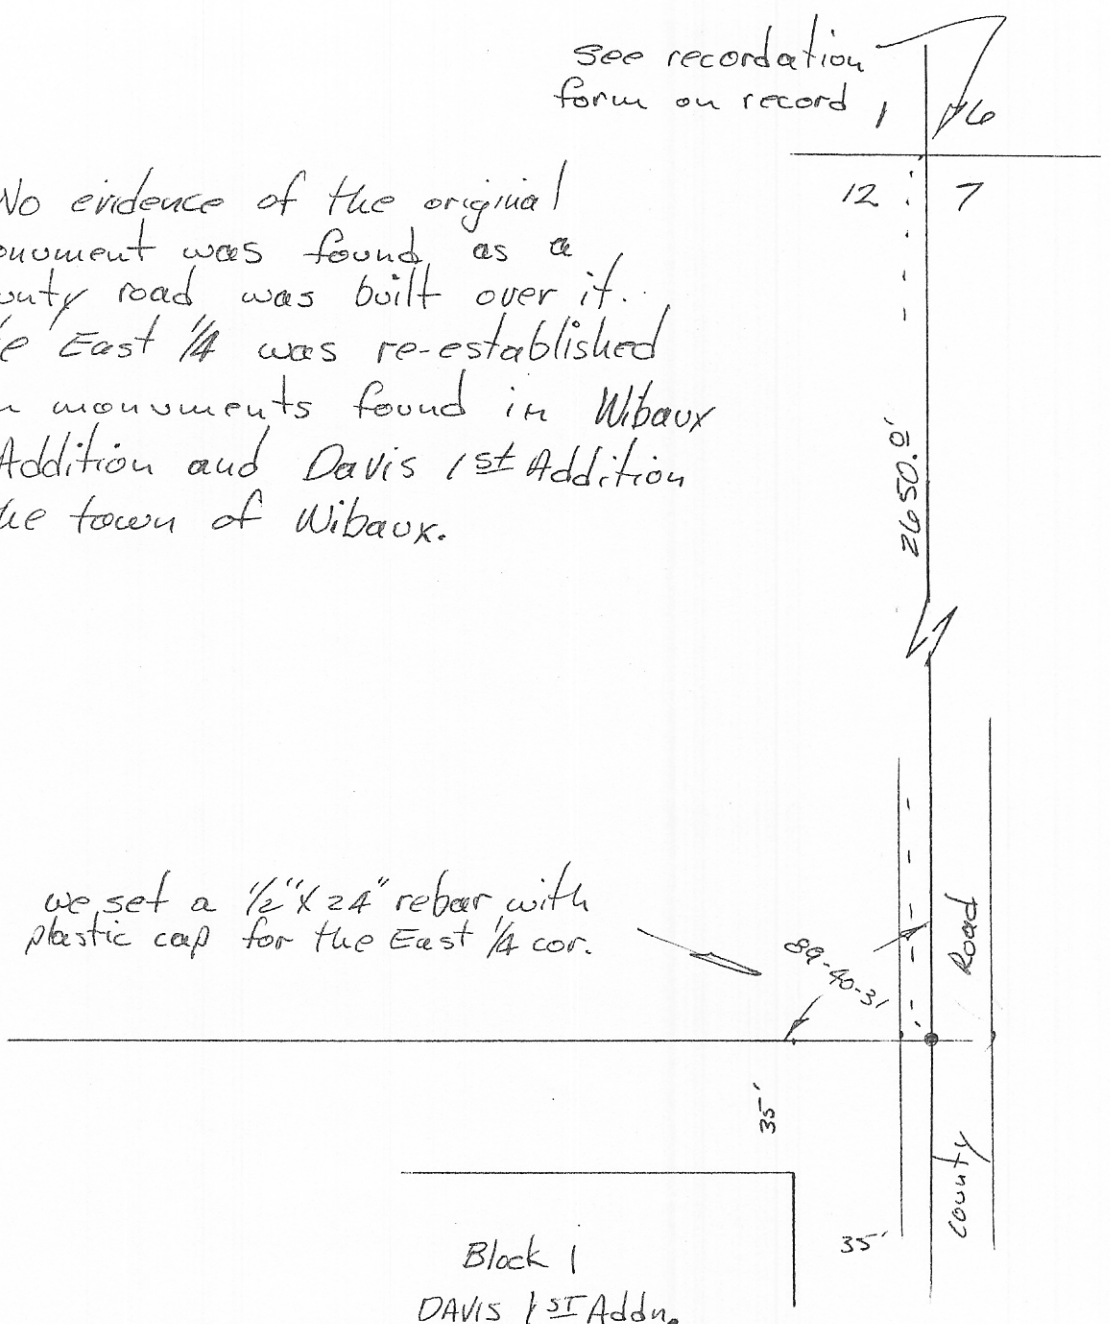 see recordation
form on record
1
6
12
7
No evidence of the original
onument was found as a
ounty road was built over it.
e East 1/4 was re-established
monuments found in Wibaux
Addition and Davis 1st Addition
he town of Wibaux.
2650.0'
we set a 1/2" X 24" rebar with
plastic cap for the East 1/4 cor.
89-40-31
Road
35'
County
35'
Block 1
DAVIS 1ST Addn.